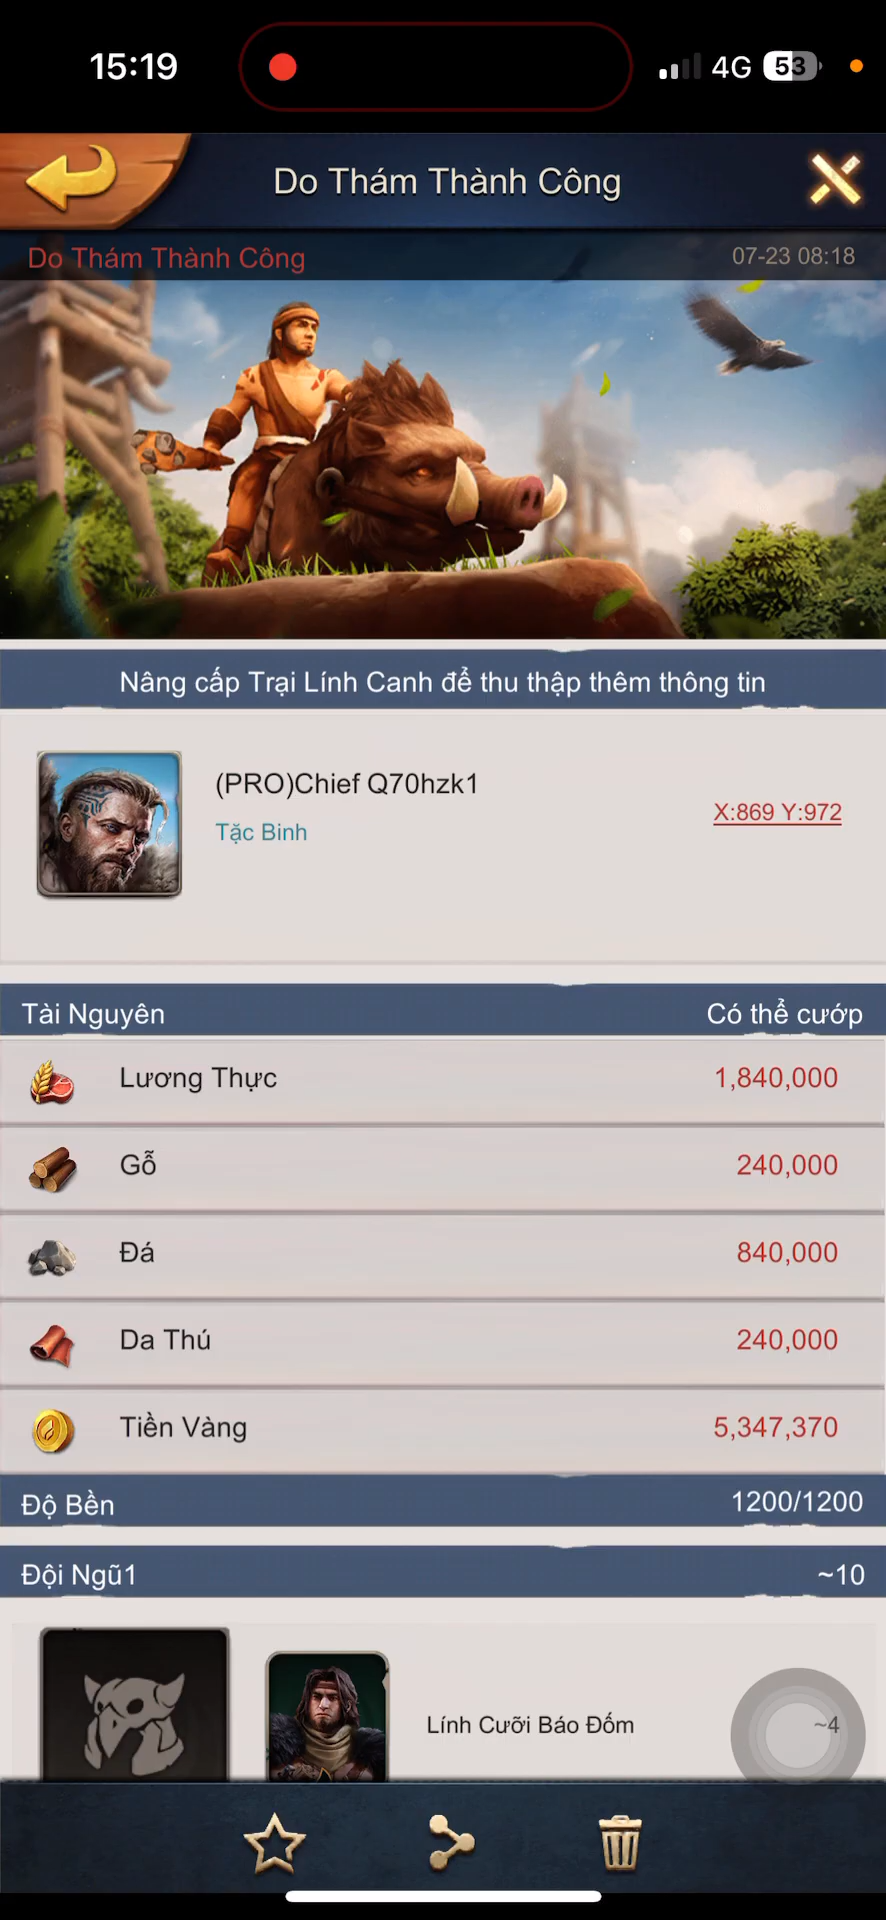 15:19
4G 53
Do Thám Thành Công
Do Thám Thành Công 07-23 08:18
Nâng cấp Trại Lính Canh để thu thập thêm thông tin
(PRO)Chief Q70hzk1
X:869 Y:972
Tặc Binh
Tài Nguyên Có thể cướp
Lương Thực 1,840,000
Gỗ 240,000
Đá 840,000
Da Thú 240,000
Tiền Vàng 5,347,370
Độ Bền 1200/1200
Đội Ngũ1 ~10
Lính Cưỡi Báo Đốm ~4